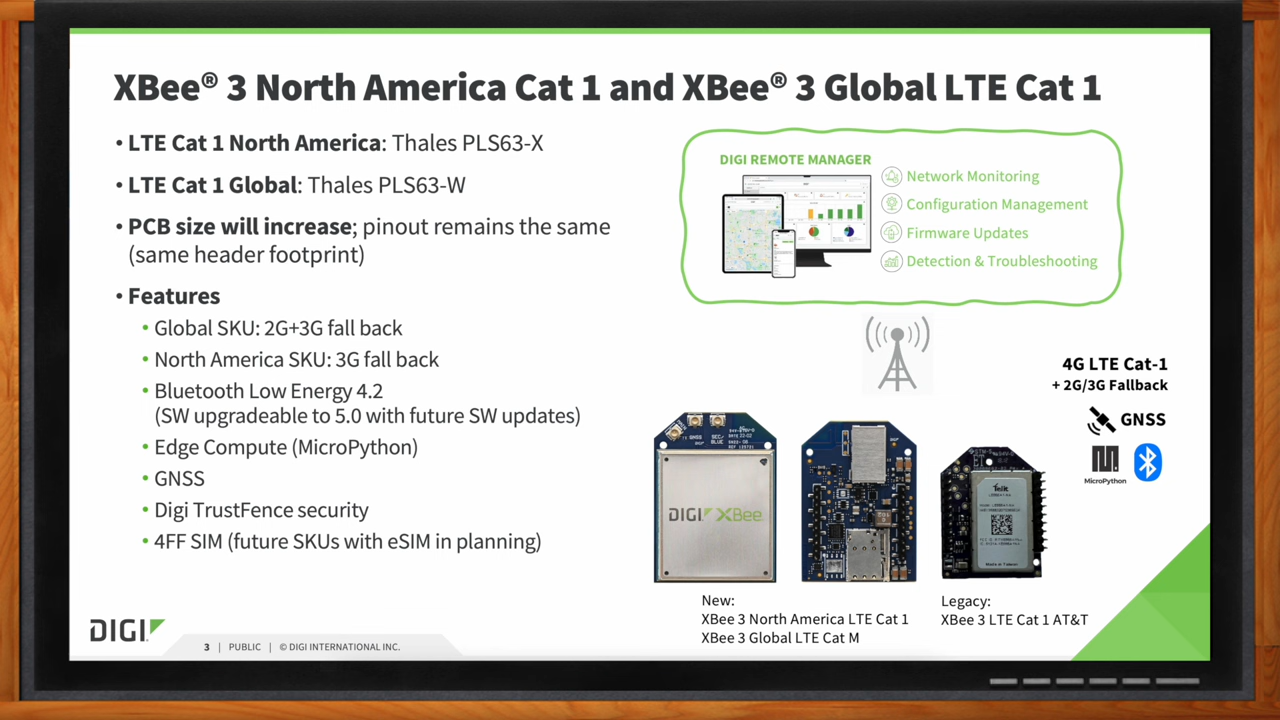 XBee® 3 North America Cat 1 and XBee® 3 Global LTE Cat 1
• LTE Cat 1 North America: Thales PLS63-X
• LTE Cat 1 Global: Thales PLS63-W
• PCB size will increase; pinout remains the same
(same header footprint)
• Features
• Global SKU: 2G+3G fall back
• North America SKU: 3G fall back
• Bluetooth Low Energy 4.2
(SW upgradeable to 5.0 with future SW updates)
• Edge Compute (MicroPython)
• GNSS
• Digi TrustFence security
• 4FF SIM (future SKUs with eSIM in planning)
DIGI REMOTE MANAGER
Network Monitoring
Configuration Management
Firmware Updates
Detection & Troubleshooting
4G LTE Cat-1
+ 2G/3G Fallback
GNSS
MicroPython
GNSS
DIGI XBee
Telit
Made in Taiwan
New:
XBee 3 North America LTE Cat 1
XBee 3 Global LTE Cat M
Legacy:
XBee 3 LTE Cat 1 AT&T
DIGI
3 | PUBLIC | © DIGI INTERNATIONAL INC.